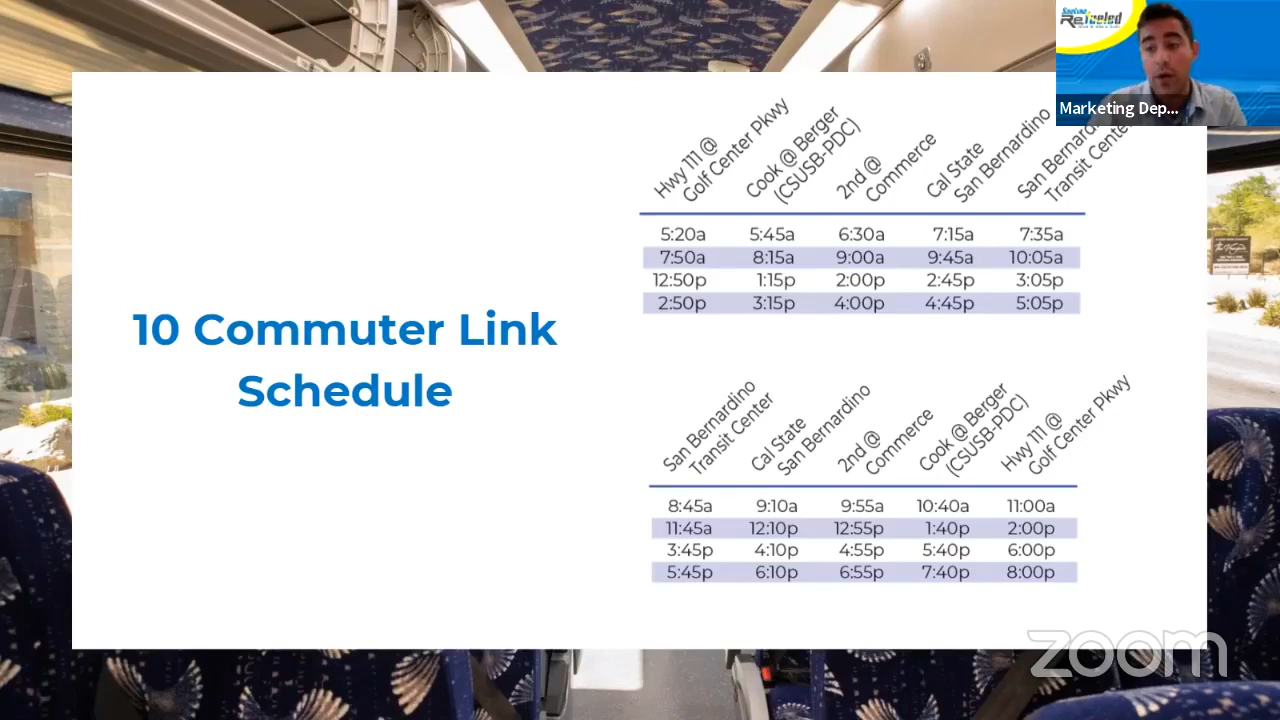 SunLine
Refueled
Marketing Dep...
10 Commuter Link
Schedule
Hwy 111 @
Golf Center Pkwy
Cook @ Berger
(CSUSB-PDC)
2nd @
Commerce
Cal State
San Bernardino
San Bernardino
Transit Center
5:20a 5:45a 6:30a 7:15a 7:35a
7:50a 8:15a 9:00a 9:45a 10:05a
12:50p 1:15p 2:00p 2:45p 3:05p
2:50p 3:15p 4:00p 4:45p 5:05p
San Bernardino
Transit Center
Cal State
San Bernardino
2nd @
Commerce
Cook @ Berger
(CSUSB-PDC)
Hwy 111 @
Golf Center Pkwy
8:45a 9:10a 9:55a 10:40a 11:00a
11:45a 12:10p 12:55p 1:40p 2:00p
3:45p 4:10p 4:55p 5:40p 6:00p
5:45p 6:10p 6:55p 7:40p 8:00p
zoom